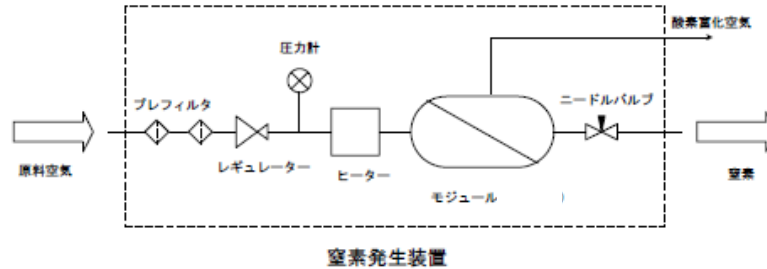 酸素富化空気
圧力計
プレフィルタ
ニードルバルブ
原料空気
レギュレーター
ヒーター
モジュール )
窒素
窒素発生装置